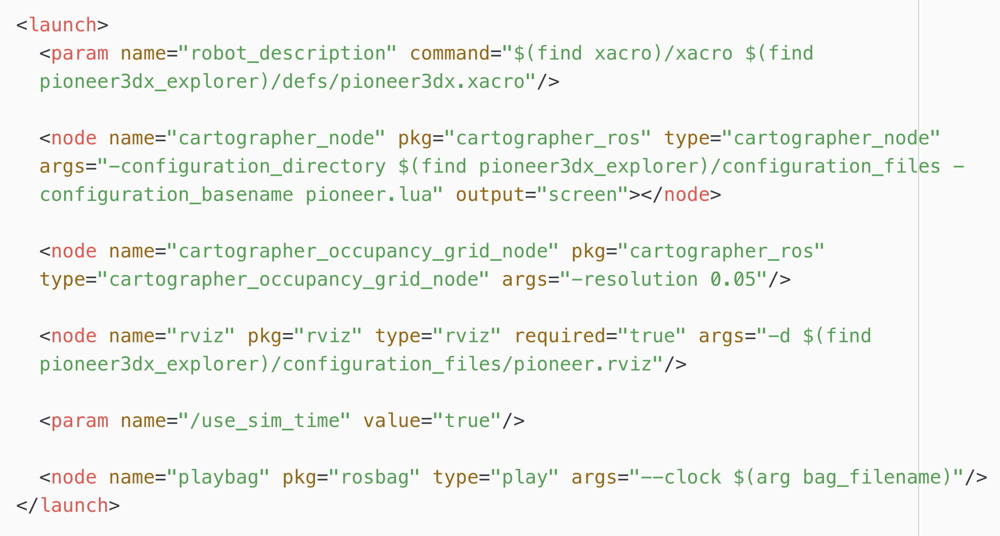 <launch>
<param name="robot_description" command="$(find xacro)/xacro $(find
pioneer3dx_explorer)/defs/pioneer3dx.xacro"/>
<node name="cartographer_node" pkg="cartographer_ros" type="cartographer_node"
args="-configuration_directory $(find pioneer3dx_explorer)/configuration_files -
configuration_basename pioneer.lua" output="screen"></node>
<node name="cartographer_occupancy_grid_node" pkg="cartographer_ros"
type="cartographer_occupancy_grid_node" args="-resolution 0.05"/>
<node name="rviz" pkg="rviz" type="rviz" required="true" args="-d $(find
pioneer3dx_explorer)/configuration_files/pioneer.rviz"/>
<param name="/use_sim_time" value="true"/>
<node name="playbag" pkg="rosbag" type="play" args="--clock $(arg bag_filename)"/>
</launch>